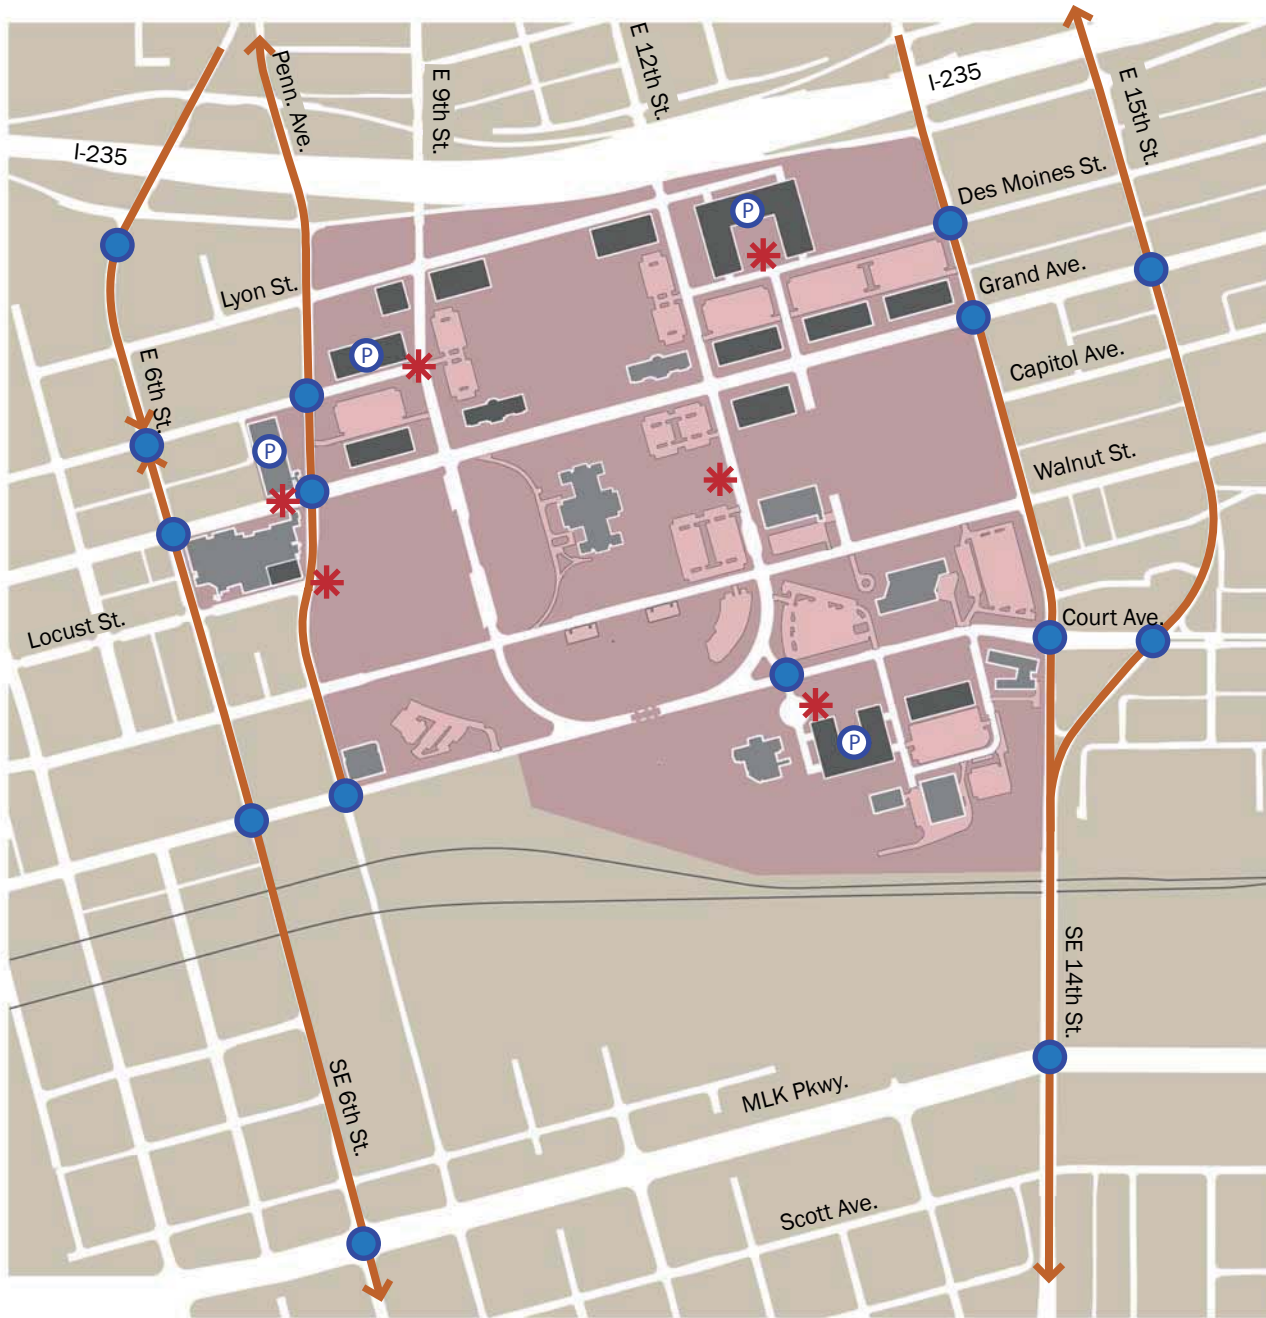 E 12th St.
Penn. Ave.
E 9th St.
I-235
E 15th St.
I-235
Des Moines St.
P
Lyon St.
Grand Ave.
P
E 6th St.
Capitol Ave.
P
Walnut St.
Locust St.
Court Ave.
P
SE 14th St.
SE 6th St.
MLK Pkwy.
Scott Ave.